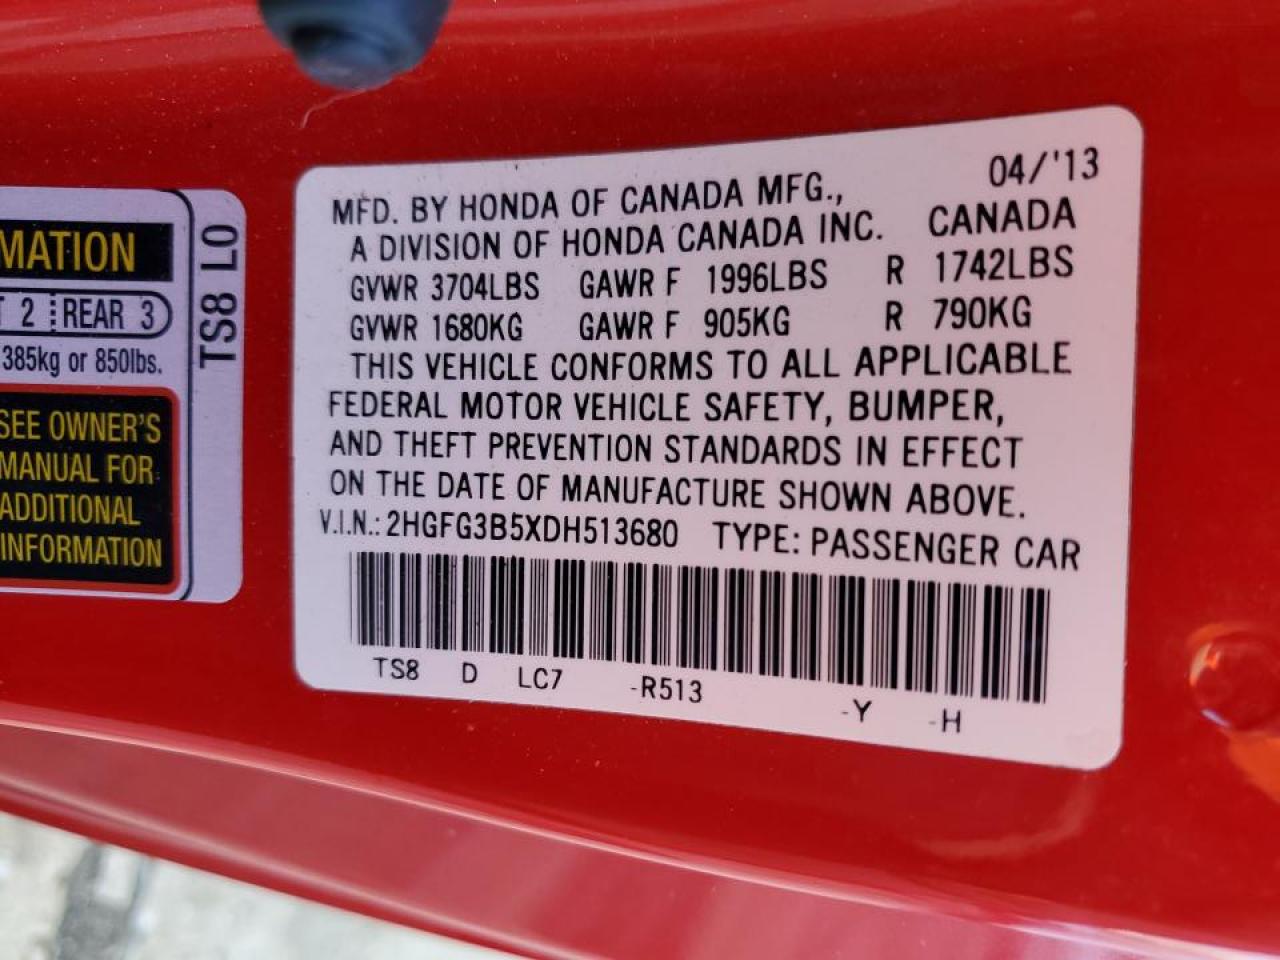 MATION
T 2 REAR 3
385kg or 850lbs.
SEE OWNER'S
MANUAL FOR
ADDITIONAL
INFORMATION
TS8 L0
04/'13
MFD. BY HONDA OF CANADA MFG.,
A DIVISION OF HONDA CANADA INC. CANADA
GVWR 3704LBS GAWR F 1996LBS R 1742LBS
GVWR 1680KG GAWR F 905KG R 790KG
THIS VEHICLE CONFORMS TO ALL APPLICABLE
FEDERAL MOTOR VEHICLE SAFETY, BUMPER,
AND THEFT PREVENTION STANDARDS IN EFFECT
ON THE DATE OF MANUFACTURE SHOWN ABOVE.
V.I.N.: 2HGFG3B5XDH513680 TYPE: PASSENGER CAR
TS8 D LC7 -R513 -Y -H